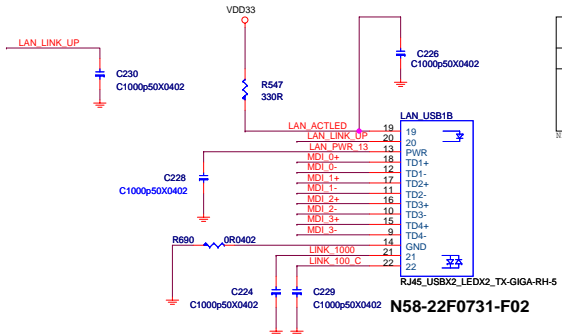 VDD33
LAN_LINK_UP
C226
C1000p50X0402
C230
C1000p50X0402
R547
330R
LAN_USB1B
LAN_ACTLED 19 19
LAN_LINK_UP 20 20
LAN_PWR_13 13 PWR
MDI_0+ 18 TD1+
MDI_0- 12 TD1-
C228
MDI_1+ 17 TD2+
C1000p50X0402
MDI_1- 11 TD2-
MDI_2+ 16 TD3+
MDI_2- 10 TD3-
MDI_3+ 15 TD4+
MDI_3- 9 TD4-
R690 0R0402 14 GND
LINK_1000 21 21
LINK_100_C 22 22
RJ45_USBX2_LEDX2_TX-GIGA-RH-5
C224 C229
C1000p50X0402 C1000p50X0402
N58-22F0731-F02